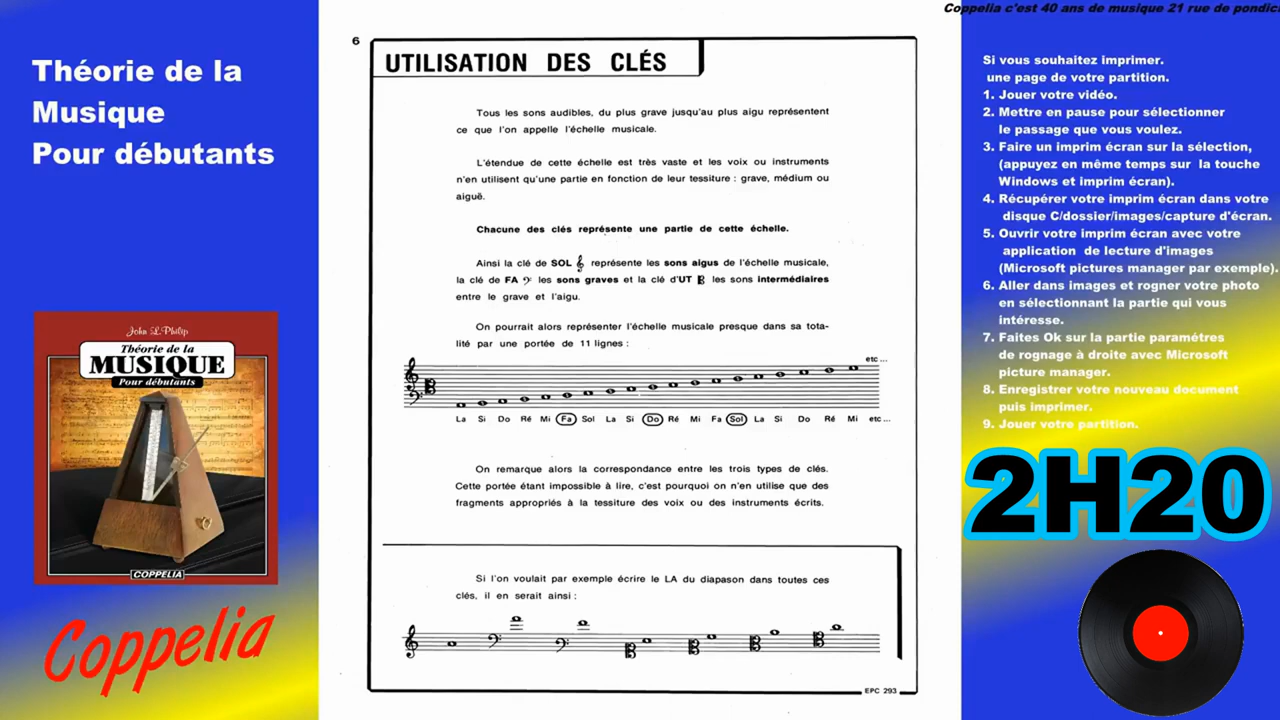 Coppelia c'est 40 ans de musique 21 rue de pondic
Théorie de la
Musique
Pour débutants
John L. Philip
Théorie de la
MUSIQUE
Pour débutants
COPPELIA
Coppelia
6
UTILISATION DES CLÉS
Tous les sons audibles, du plus grave jusqu'au plus aigu représentent
ce que l'on appelle l'échelle musicale.
L'étendue de cette échelle est très vaste et les voix ou instruments
n'en utilisent qu'une partie en fonction de leur tessiture : grave, médium ou
aiguë.
Chacune des clés représente une partie de cette échelle.
Ainsi la clé de SOL représente les sons aigus de l'échelle musicale,
la clé de FA les sons graves et la clé d'UT les sons intermédiaires
entre le grave et l'aigu.
On pourrait alors représenter l'échelle musicale presque dans sa tota-
lité par une portée de 11 lignes :
etc ...
La Si Do Ré Mi Fa Sol La Si Do Ré Mi Fa Sol La Si Do Ré Mi etc ...
On remarque alors la correspondance entre les trois types de clés.
Cette portée étant impossible à lire, c'est pourquoi on n'en utilise que des
fragments appropriés à la tessiture des voix ou des instruments écrits.
Si l'on voulait par exemple écrire le LA du diapason dans toutes ces
clés, il en serait ainsi :
EPC 293
Si vous souhaitez imprimer.
une page de votre partition.
1. Jouer votre vidéo.
2. Mettre en pause pour sélectionner
le passage que vous voulez.
3. Faire un imprim écran sur la sélection,
(appuyez en même temps sur la touche
Windows et imprim écran).
4. Récupérer votre imprim écran dans votre
disque C/dossier/images/capture d'écran.
5. Ouvrir votre imprim écran avec votre
application de lecture d'images
(Microsoft pictures manager par exemple).
6. Aller dans images et rogner votre photo
en sélectionnant la partie qui vous
intéresse.
7. Faites Ok sur la partie paramétres
de rognage à droite avec Microsoft
picture manager.
8. Enregistrer votre nouveau document
puis imprimer.
9. Jouer votre partition.
2H20